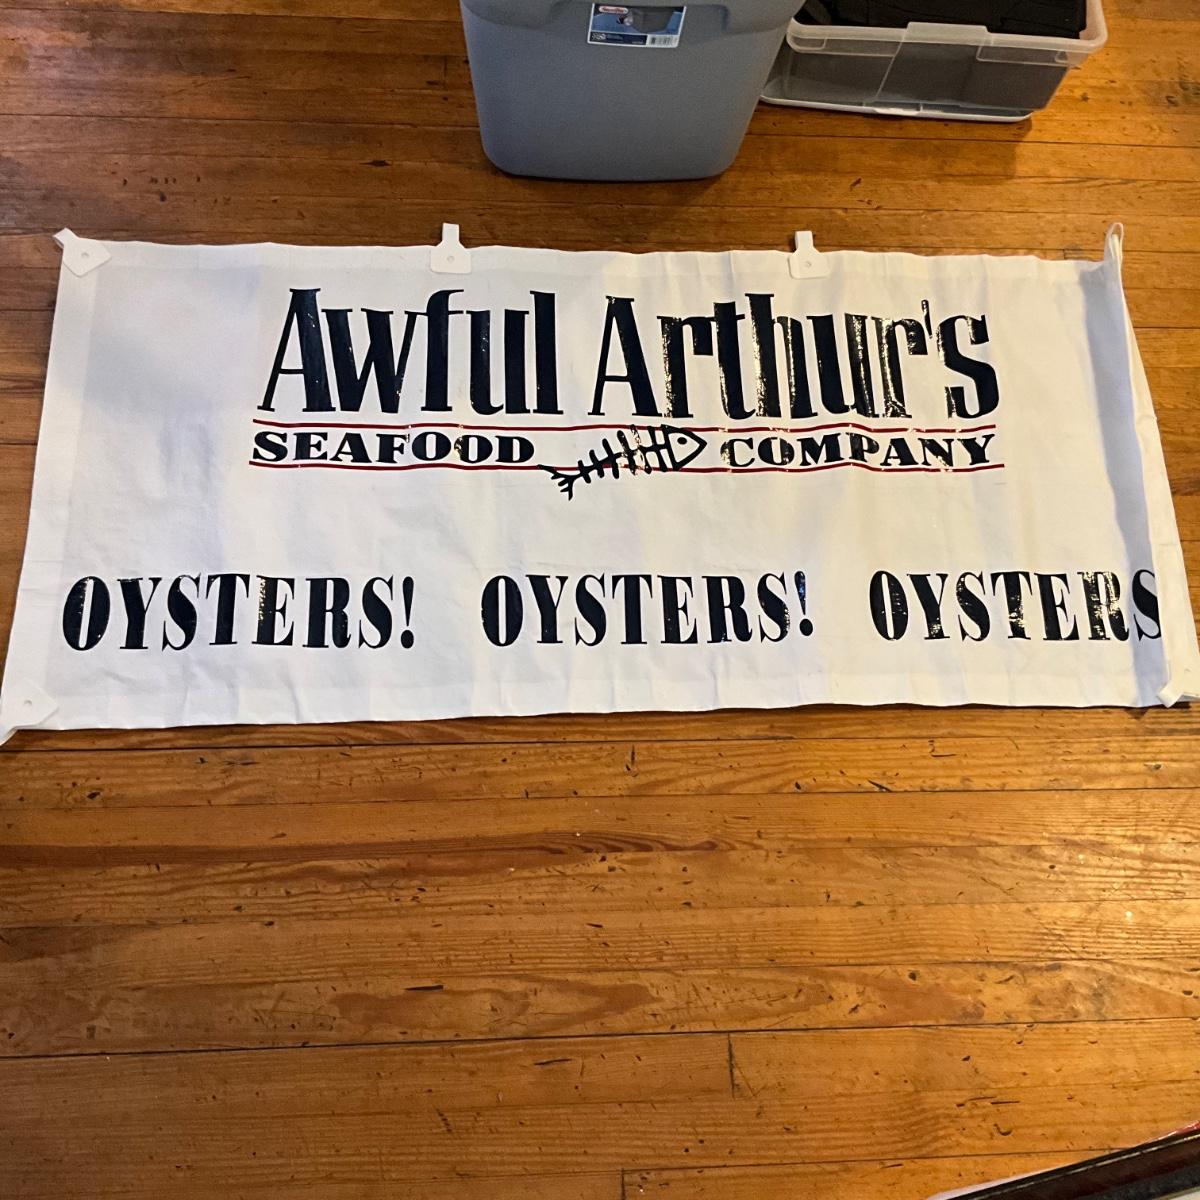 Awful Arthur's
SEAFOOD COMPANY
OYSTERS! OYSTERS! OYSTERS